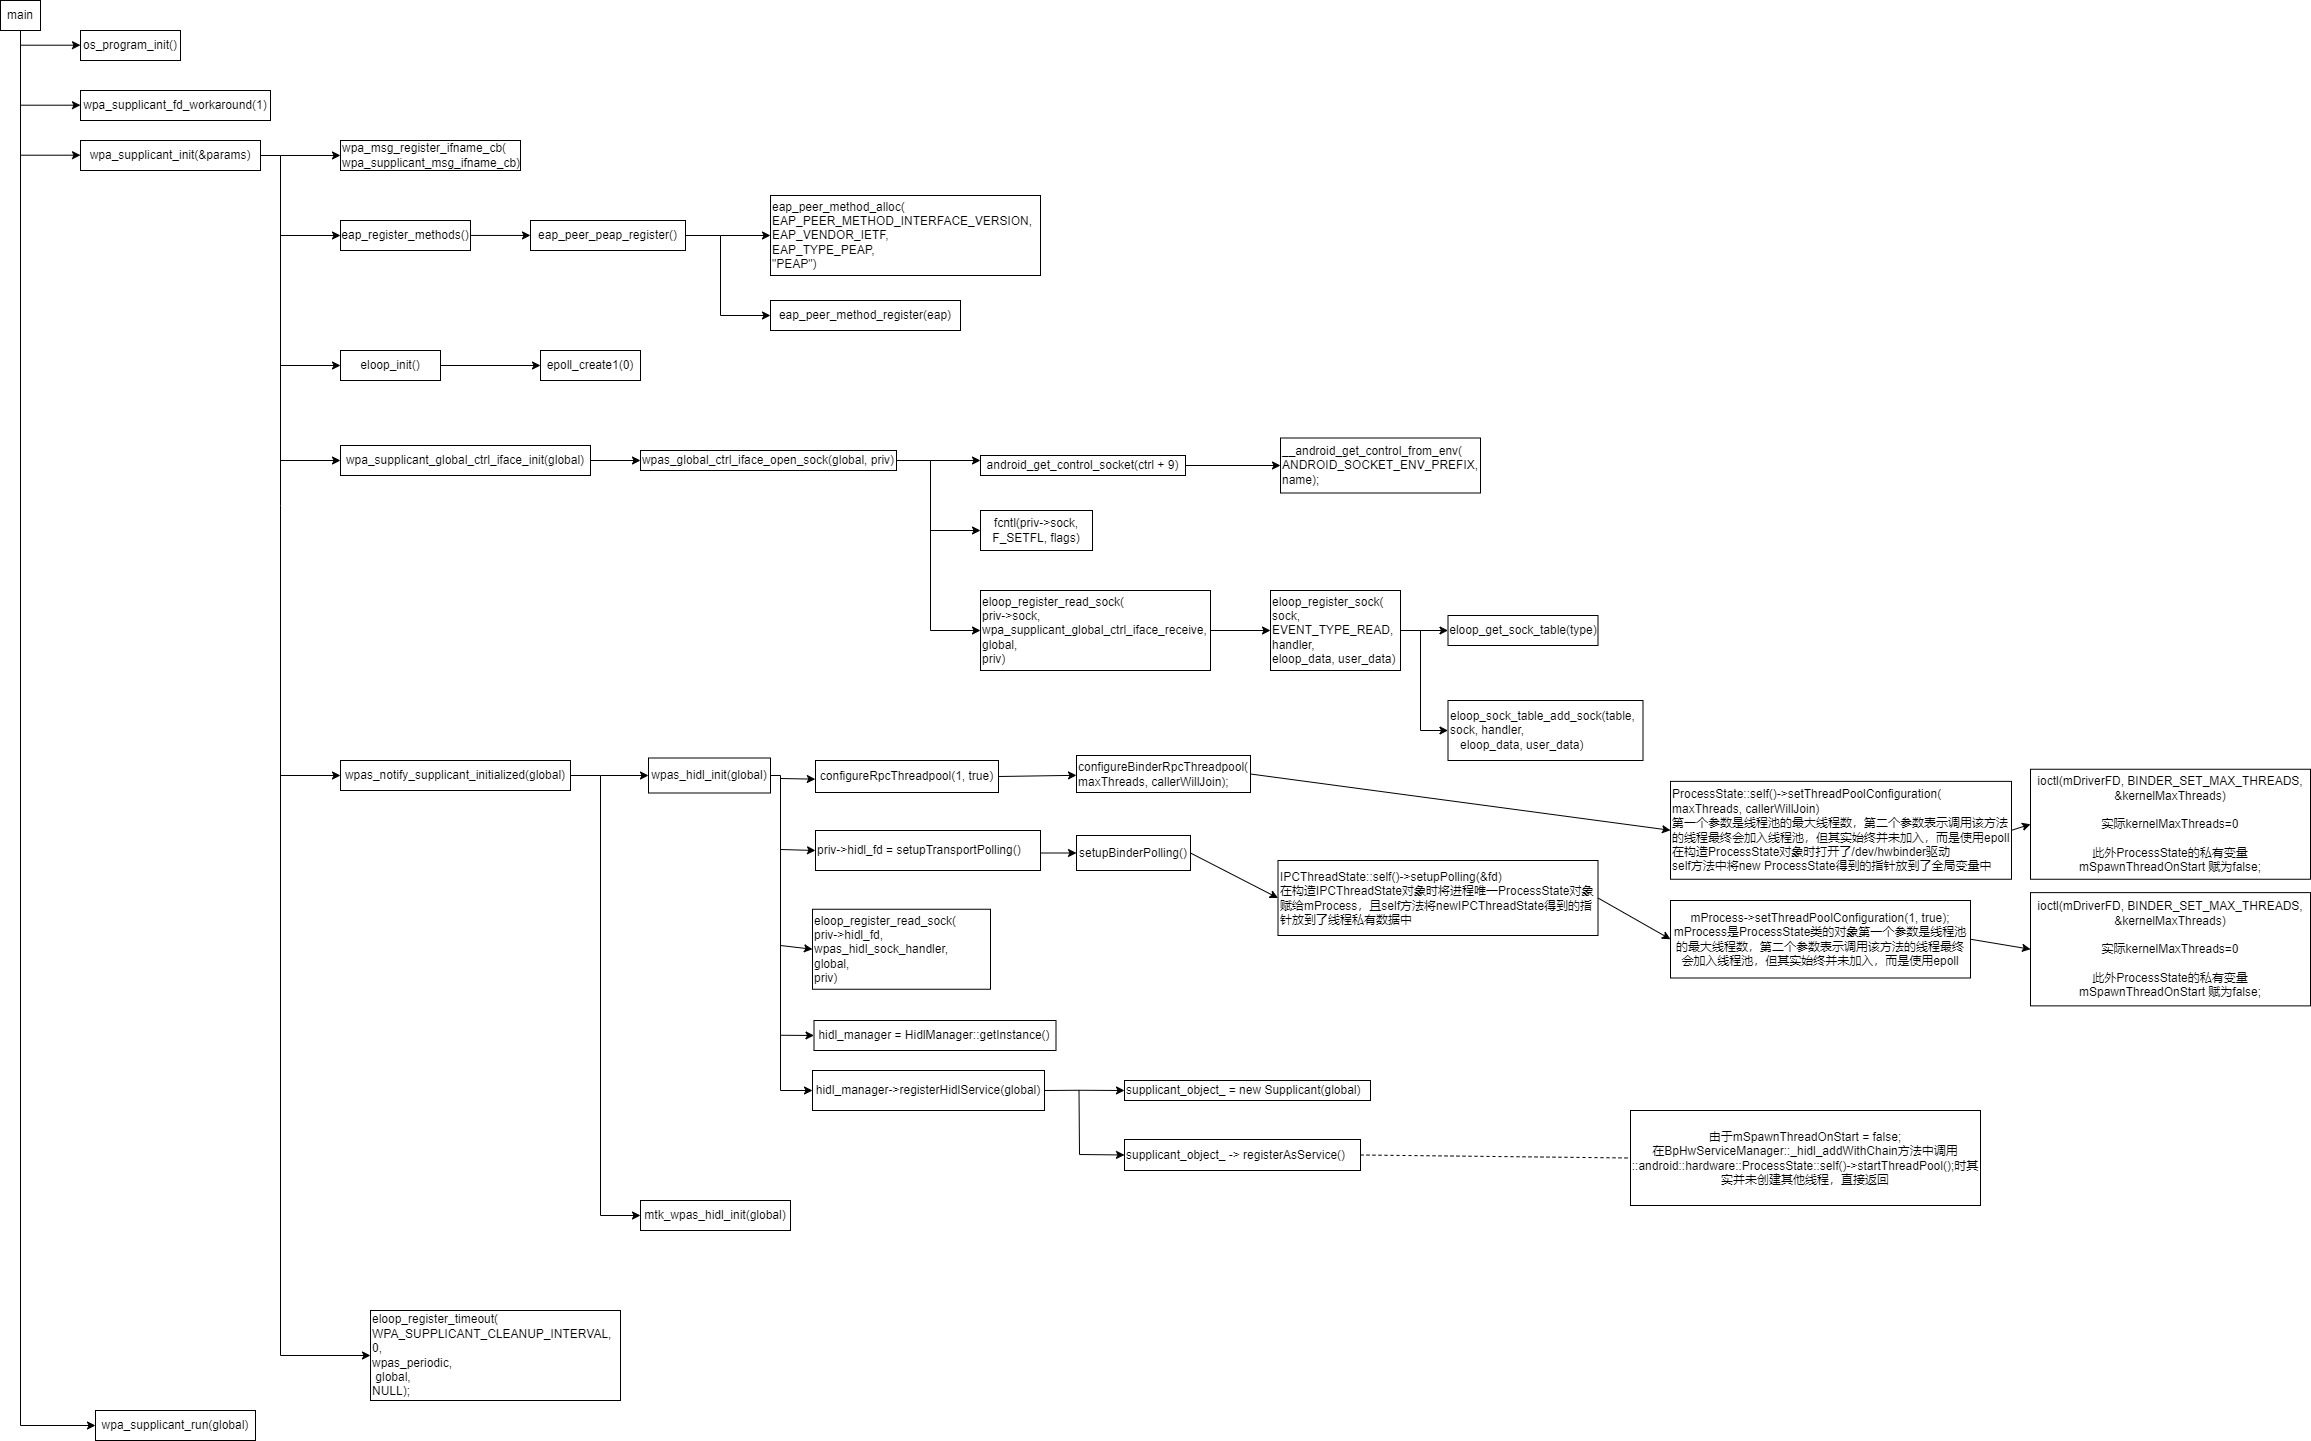 main
os_program_init()
wpa_supplicant_fd_workaround(1)
wpa_supplicant_init(&params)
wpa_msg_register_ifname_cb(
wpa_supplicant_msg_ifname_cb)
eap_register_methods()
eap_peer_peap_register()
eap_peer_method_alloc(
EAP_PEER_METHOD_INTERFACE_VERSION,
EAP_VENDOR_IETF,
EAP_TYPE_PEAP,
"PEAP")
eap_peer_method_register(eap)
eloop_init()
epoll_create1(0)
wpa_supplicant_global_ctrl_iface_init(global)
wpas_global_ctrl_iface_open_sock(global, priv)
android_get_control_socket(ctrl + 9)
__android_get_control_from_env(
ANDROID_SOCKET_ENV_PREFIX,
name);
fcntl(priv->sock,
F_SETFL, flags)
eloop_register_read_sock(
priv->sock,
wpa_supplicant_global_ctrl_iface_receive,
global,
priv)
eloop_register_sock(
sock,
EVENT_TYPE_READ,
handler,
eloop_data, user_data)
eloop_get_sock_table(type)
eloop_sock_table_add_sock(table,
sock, handler,
eloop_data, user_data)
wpas_notify_supplicant_initialized(global)
wpas_hidl_init(global)
configureRpcThreadpool(1, true)
configureBinderRpcThreadpool(
maxThreads, callerWillJoin);
ProcessState::self()->setThreadPoolConfiguration(
maxThreads, callerWillJoin)
第一个参数是线程池的最大线程数，第二个参数表示调用该方法
的线程最终会加入线程池，但其实始终并未加入，而是使用epoll
在构造ProcessState对象时打开了/dev/hwbinder驱动
self方法中将new ProcessState得到的指针放到了全局变量中
ioctl(mDriverFD, BINDER_SET_MAX_THREADS,
&kernelMaxThreads)
实际kernelMaxThreads=0
此外ProcessState的私有变量
mSpawnThreadOnStart 赋为false;
priv->hidl_fd = setupTransportPolling()
setupBinderPolling()
IPCThreadState::self()->setupPolling(&fd)
在构造IPCThreadState对象时将进程唯一ProcessState对象
赋给mProcess，且self方法将newIPCThreadState得到的指
针放到了线程私有数据中
mProcess->setThreadPoolConfiguration(1, true);
mProcess是ProcessState类的对象第一个参数是线程池
的最大线程数，第二个参数表示调用该方法的线程最终
会加入线程池，但其实始终并未加入，而是使用epoll
ioctl(mDriverFD, BINDER_SET_MAX_THREADS,
&kernelMaxThreads)
实际kernelMaxThreads=0
此外ProcessState的私有变量
mSpawnThreadOnStart 赋为false;
eloop_register_read_sock(
priv->hidl_fd,
wpas_hidl_sock_handler,
global,
priv)
hidl_manager = HidlManager::getInstance()
hidl_manager->registerHidlService(global)
supplicant_object_ = new Supplicant(global)
supplicant_object_ -> registerAsService()
由于mSpawnThreadOnStart = false;
在BpHwServiceManager::_hidl_addWithChain方法中调用
::android::hardware::ProcessState::self()->startThreadPool();时其
实并未创建其他线程，直接返回
mtk_wpas_hidl_init(global)
eloop_register_timeout(
WPA_SUPPLICANT_CLEANUP_INTERVAL,
0,
wpas_periodic,
global,
NULL);
wpa_supplicant_run(global)